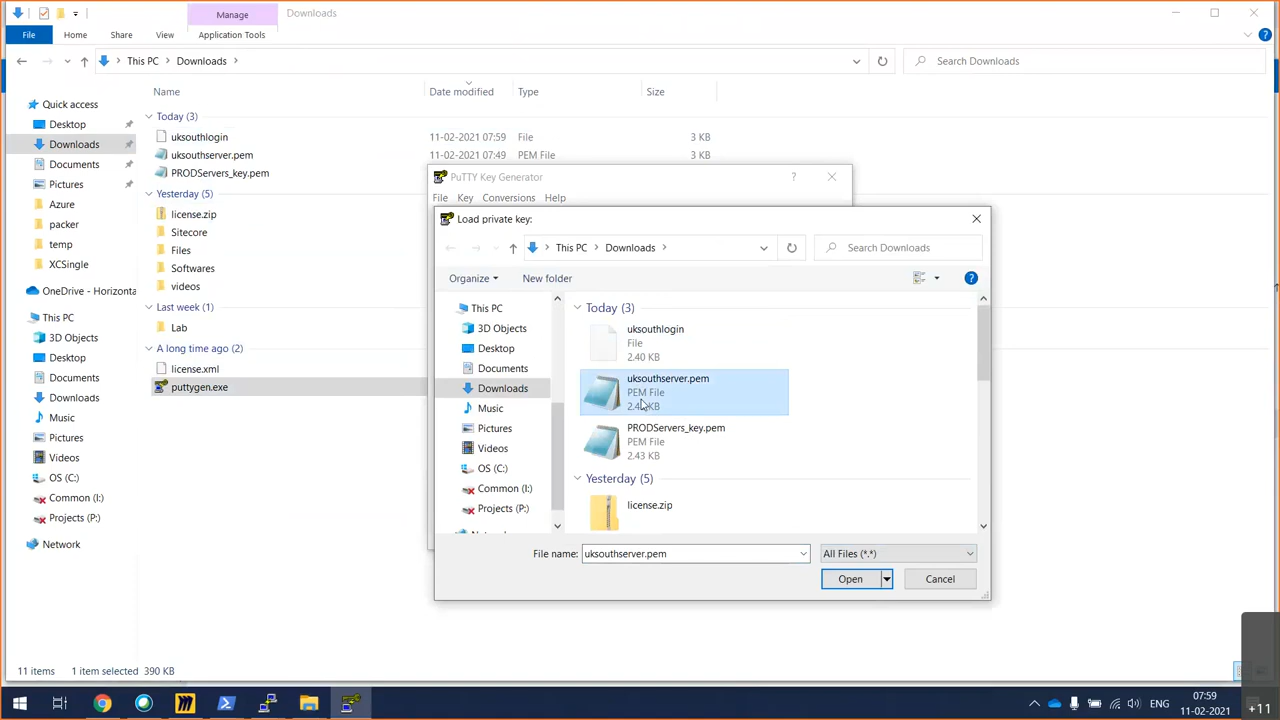 Manage
Downloads
File
Home
Share
View
Application Tools
This PC
Downloads
Search Downloads
Name
Date modified
Type
Size
Quick access
Desktop
Downloads
Documents
Pictures
Azure
packer
temp
XCSingle
OneDrive - Horizonta
This PC
3D Objects
Desktop
Documents
Downloads
Music
Pictures
Videos
OS (C:)
Common (I:)
Projects (P:)
Network
Today (3)
uksouthlogin 11-02-2021 07:59 File 3 KB
uksouthserver.pem 11-02-2021 07:49 PEM File 3 KB
PRODServers_key.pem
Yesterday (5)
license.zip
Sitecore
Files
Softwares
videos
Last week (1)
Lab
A long time ago (2)
license.xml
puttygen.exe
PuTTY Key Generator
File Key Conversions Help
Load private key:
This PC
Downloads
Search Downloads
Organize
New folder
This PC
3D Objects
Desktop
Documents
Downloads
Music
Pictures
Videos
OS (C:)
Common (I:)
Projects (P:)
Today (3)
uksouthlogin
File
2.40 KB
uksouthserver.pem
PEM File
PRODServers_key.pem
PEM File
2.43 KB
Yesterday (5)
license.zip
File name:
uksouthserver.pem
All Files (*.*)
Open
Cancel
11 items 1 item selected 390 KB
ENG
07:59
11-02-2021
+11